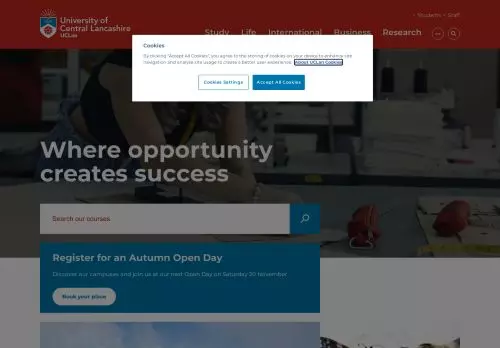 University of
Central Lancashire
UCLan
Students
Staff
Study
Life
International
Business
Research
Cookies
By clicking "Accept All Cookies", you agree to the storing of cookies on your device to enhance site
navigation and analyse site usage to create a better user experience.
About UCLan Cookies
Cookies Settings
Accept All Cookies
Where opportunity
creates success
Search our courses
Register for an Autumn Open Day
Discover our campuses and join us at our next Open Day on Saturday 20 November
Book your place